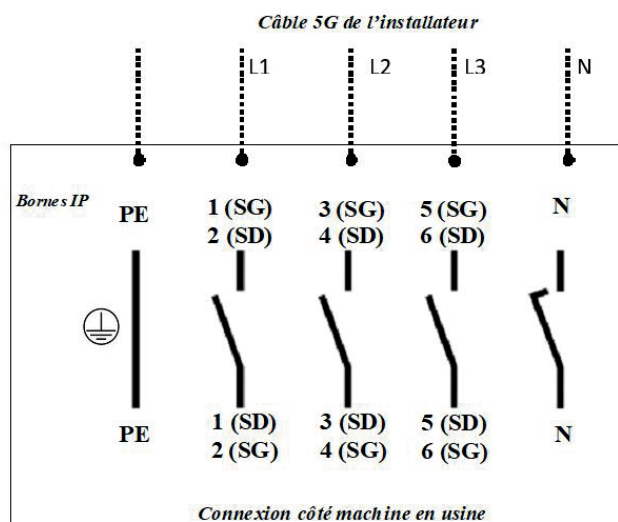 Câble 5G de l'installateur
L1 L2 L3 N
Bornes IP
PE 1 (SG) 3 (SG) 5 (SG) N
2 (SD) 4 (SD) 6 (SD)
PE 1 (SD) 3 (SD) 5 (SD) N
2 (SG) 4 (SG) 6 (SG)
Connexion côté machine en usine